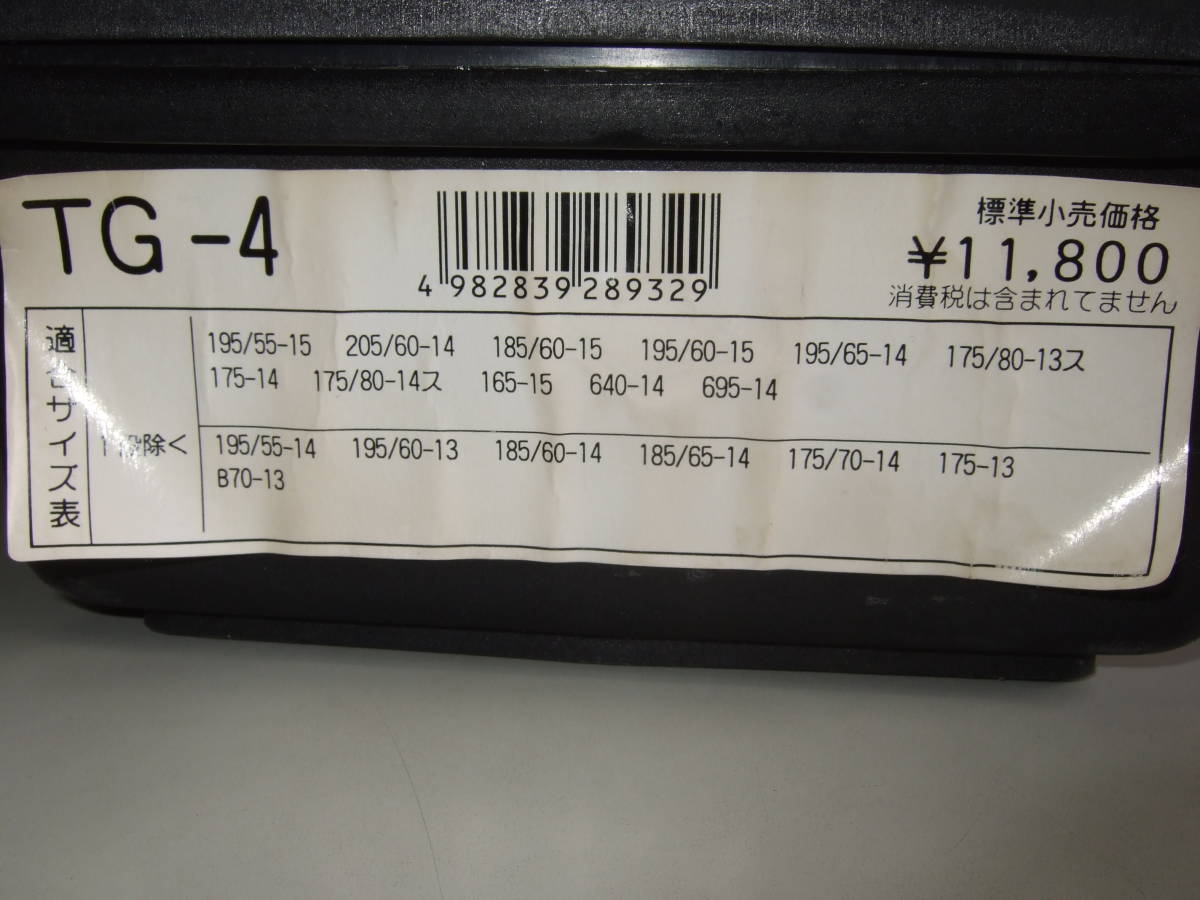 TG-4
4 982839 289329
標準小売価格
¥11,800
消費税は含まれてません
適合サイズ表
195/55-15 205/60-14 185/60-15 195/60-15 195/65-14 175/80-13ス
175-14 175/80-14ス 165-15 640-14 695-14
除く
195/55-14 195/60-13 185/60-14 185/65-14 175/70-14 175-13
B70-13